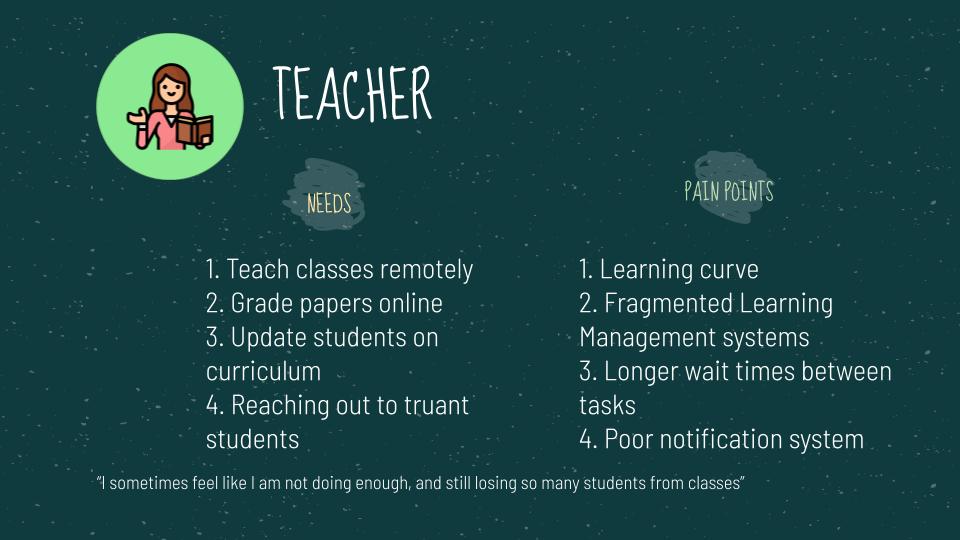 TEACHER
NEEDS
1. Teach classes remotely
2. Grade papers online
3. Update students on
curriculum
4. Reaching out to truant
students
PAIN POINTS
1. Learning curve
2. Fragmented Learning
Management systems
3. Longer wait times between
tasks
4. Poor notification system
“I sometimes feel like I am not doing enough, and still losing so many students from classes”